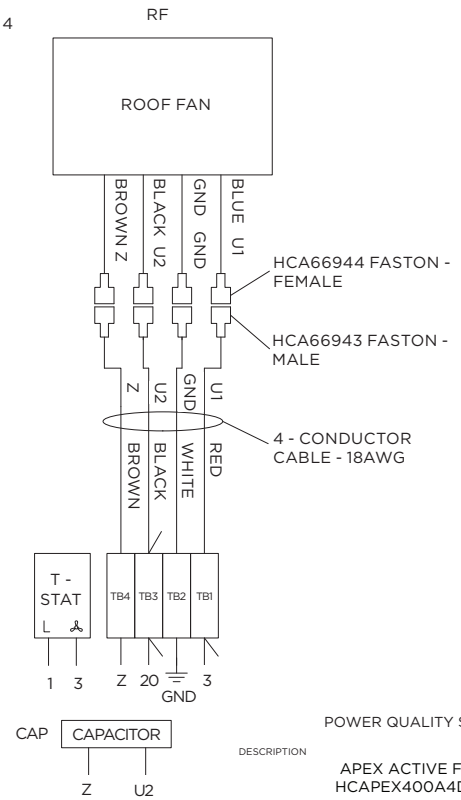 4
RF
ROOF FAN
BROWN Z
BLACK U2
GND GND
BLUE U1
HCA66944 FASTON -
FEMALE
HCA66943 FASTON -
MALE
Z
U2
GND
U1
4 - CONDUCTOR
CABLE - 18AWG
BROWN
BLACK
WHITE
RED
T -
STAT
L
TB4
TB3
TB2
TB1
1
3
Z
20
GND
3
CAP
CAPACITOR
Z
U2
POWER QUALITY
DESCRIPTION
APEX ACTIVE